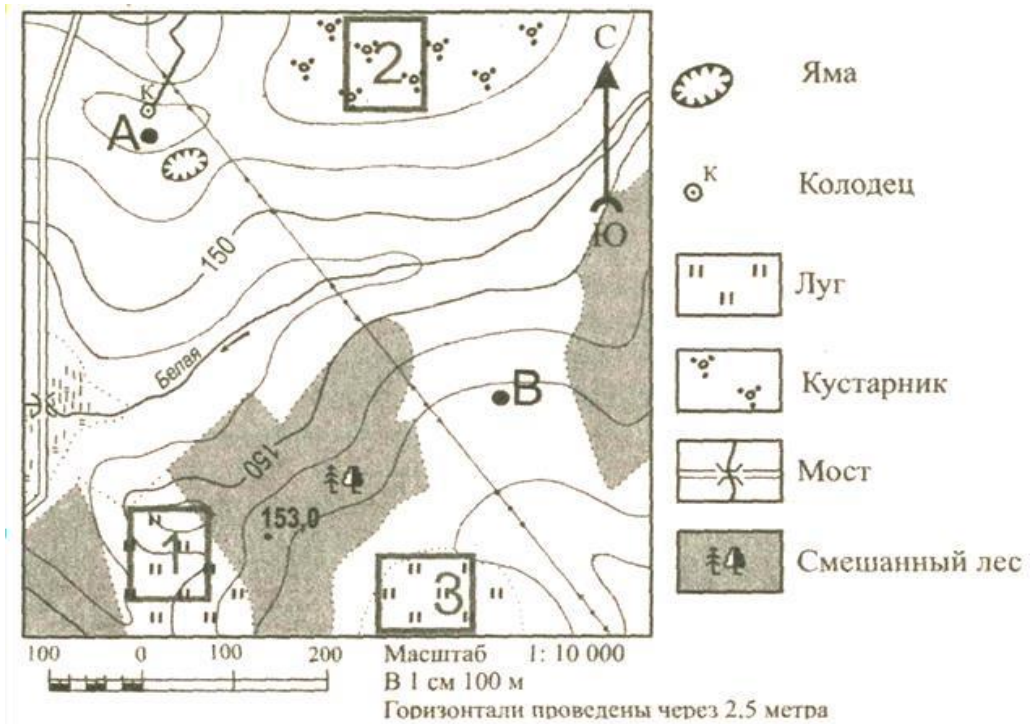 К
А
2
С
Ю
150
Белая
В
150
153,0
1
3
Яма
К
Колодец
Луг
Кустарник
Мост
Смешанный лес
100 0 100 200
Масштаб 1: 10 000
В 1 см 100 м
Горизонтали проведены через 2,5 метра